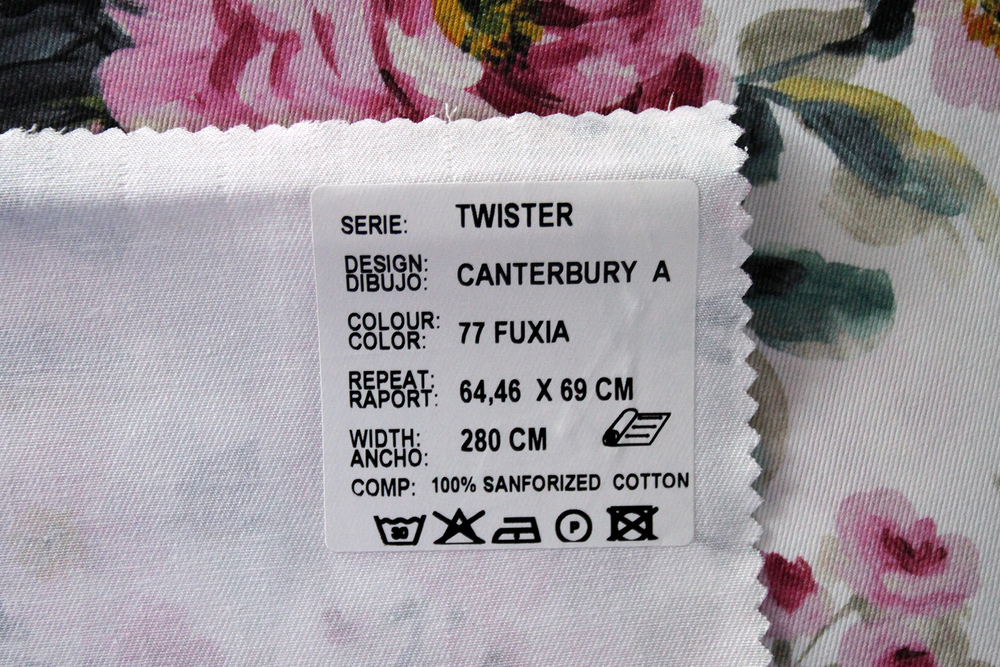 SERIE: TWISTER
DESIGN:
DIBUJO: CANTERBURY A
COLOUR:
COLOR: 77 FUXIA
REPEAT:
RAPORT: 64,46 X 69 CM
WIDTH:
ANCHO: 280 CM
COMP: 100% SANFORIZED COTTON
30 P